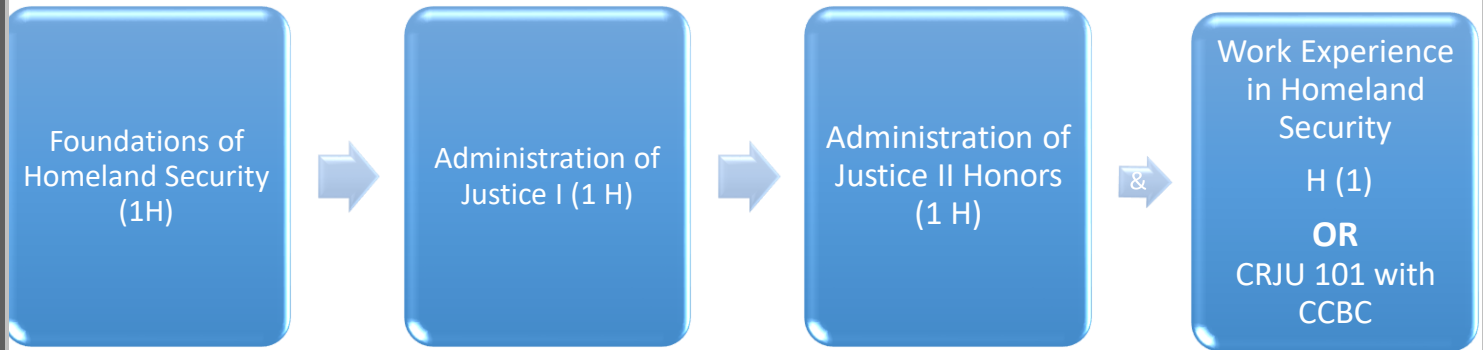 Foundations of
Homeland Security
(1H)
Administration of
Justice I (1 H)
Administration of
Justice II Honors
(1 H)
&
Work Experience
in Homeland
Security
H (1)
OR
CRJU 101 with
CCBC